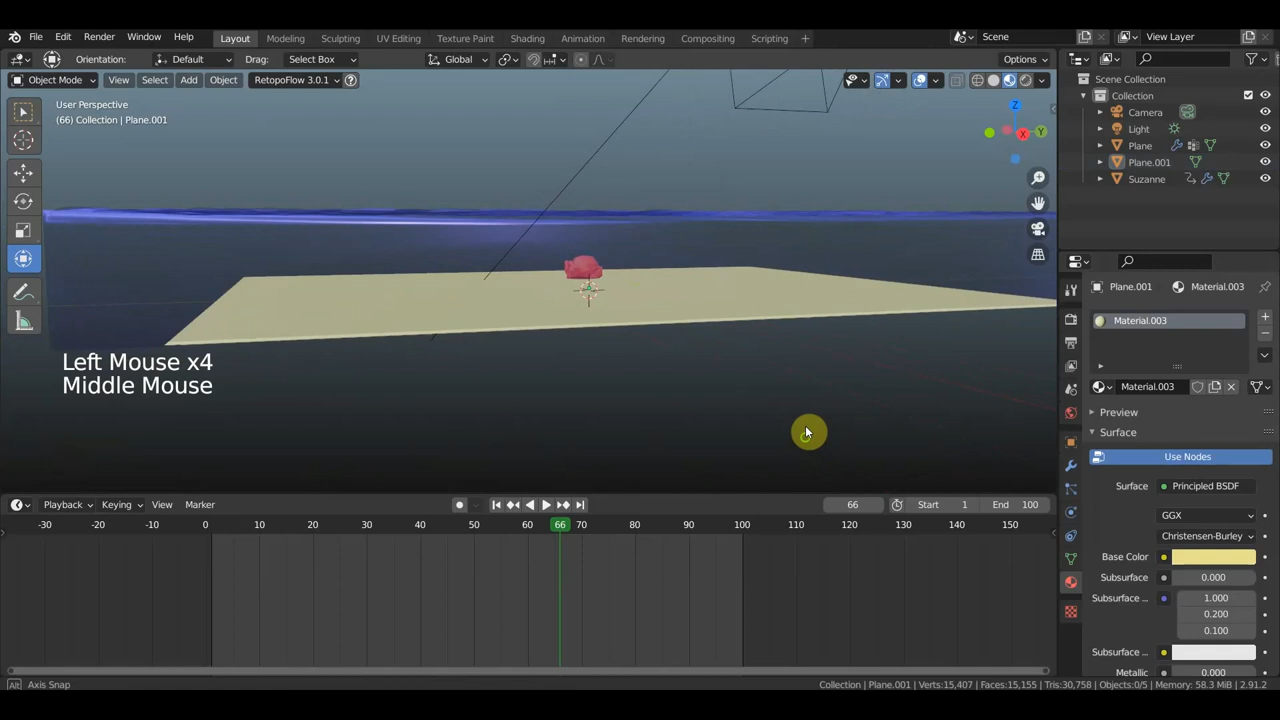 File Edit Render Window Help Layout Modeling Sculpting UV Editing Texture Paint Shading Animation Rendering Compositing Scripting + Scene View Layer
Orientation: Default Drag: Select Box Global Options
Object Mode View Select Add Object RetopoFlow 3.0.1
User Perspective
(66) Collection | Plane.001
Z
X
Y
Left Mouse x4
Middle Mouse
Scene Collection
Collection
Camera
Light
Plane
Plane.001
Suzanne
Plane.001 Material.003
Material.003
Material.003
Preview
Surface
Use Nodes
Surface Principled BSDF
GGX
Christensen-Burley
Base Color
Subsurface 0.000
Subsurface ... 1.000
0.200
0.100
Subsurface ...
Metallic 0.000
Playback Keying View Marker 66 Start 1 End 100
-30 -20 -10 0 10 20 30 40 50 60 66 70 80 90 100 110 120 130 140 150
Alt Axis Snap Collection | Plane.001 | Verts:15,407 | Faces:15,155 | Tris:30,758 | Objects:0/5 | Memory: 58.3 MiB | 2.91.2